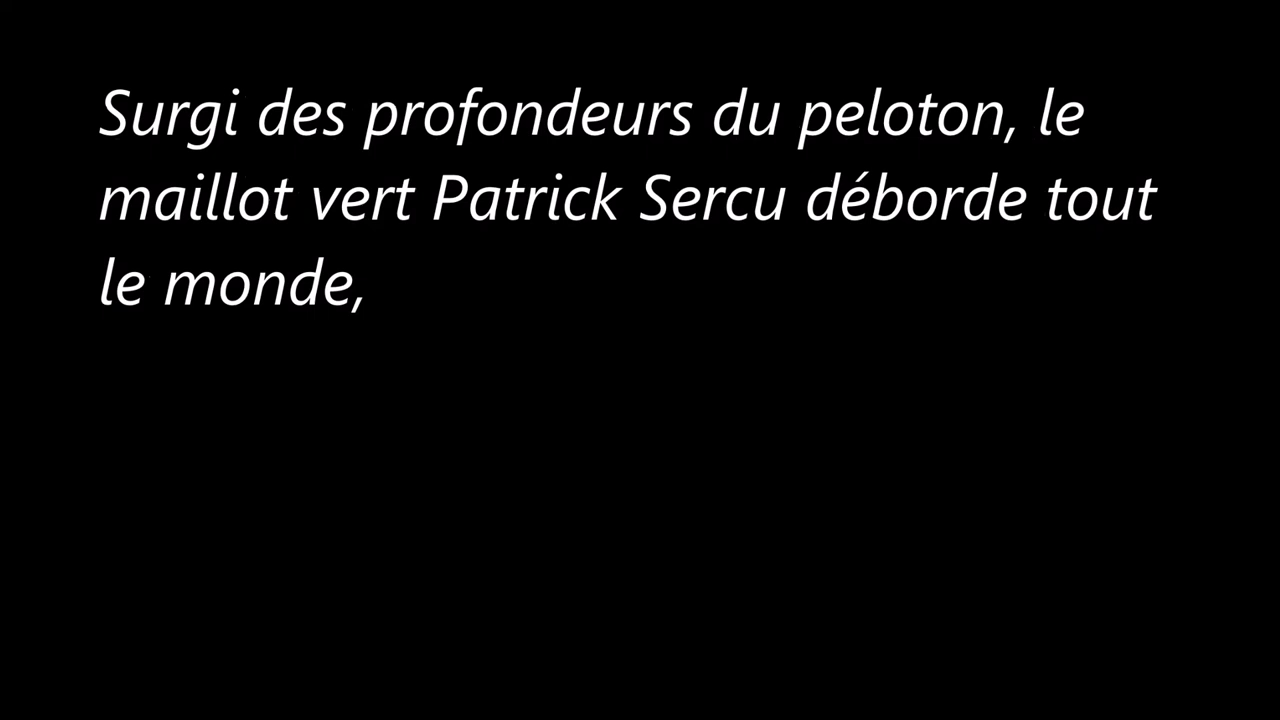 Surgi des profondeurs du peloton, le
maillot vert Patrick Sercu déborde tout
le monde,